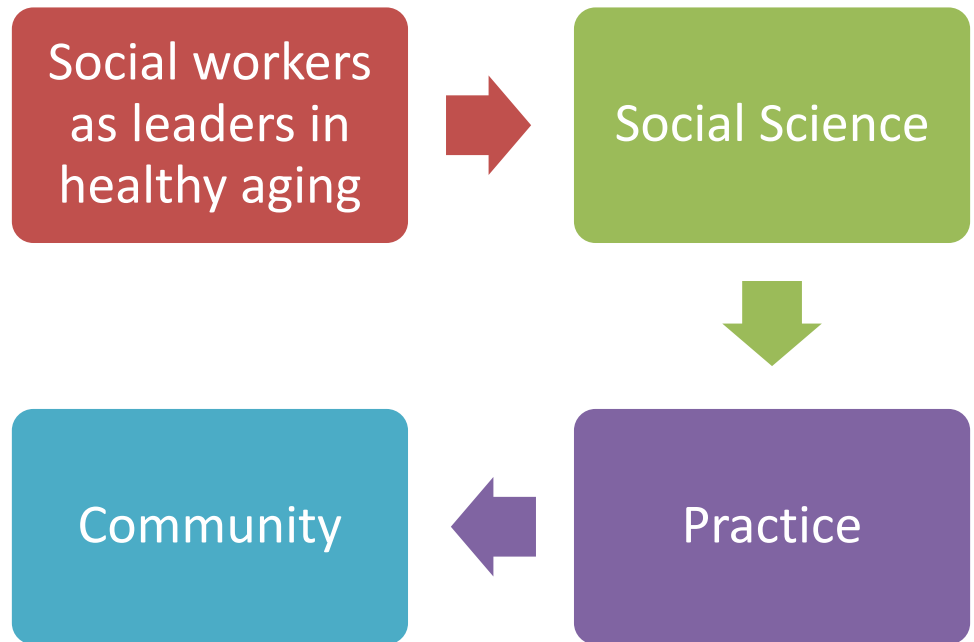 Social workers
as leaders in
healthy aging
Social Science
Practice
Community